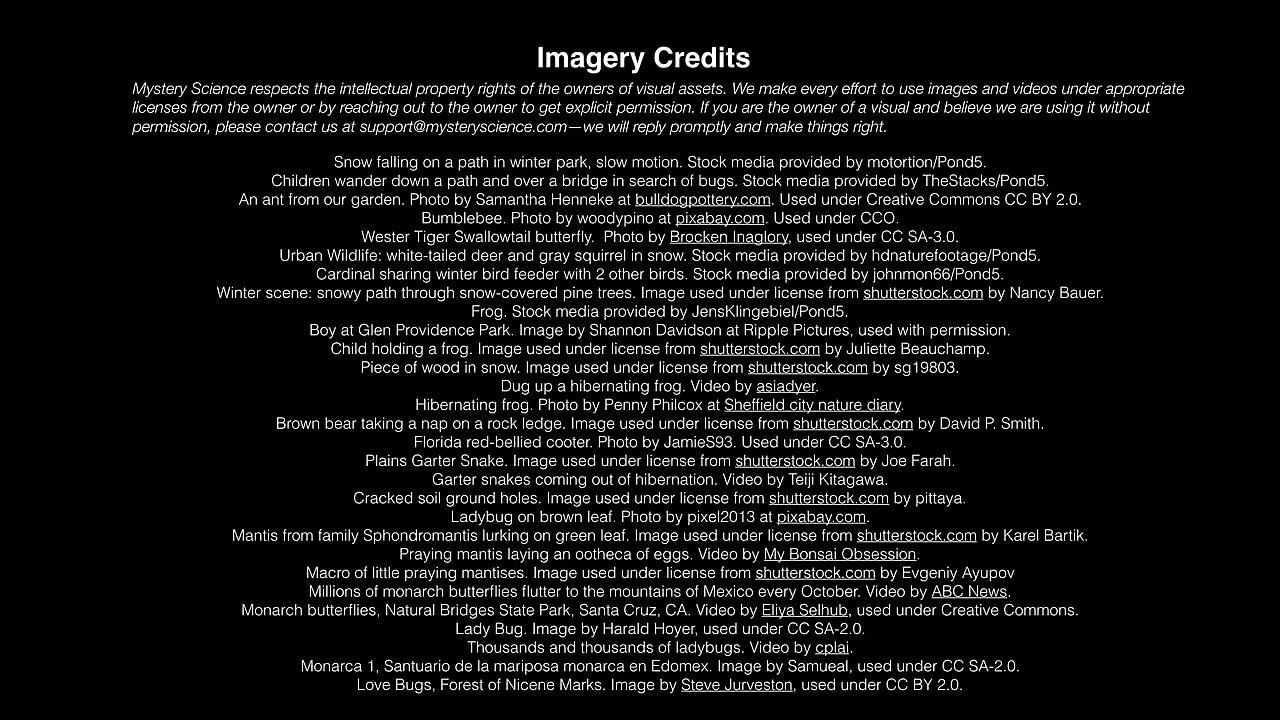 Imagery Credits
Mystery Science respects the intellectual property rights of the owners of visual assets. We make every effort to use images and videos under appropriate
licenses from the owner or by reaching out to the owner to get explicit permission. If you are the owner of a visual and believe we are using it without
permission, please contact us at support@mysteryscience.com—we will reply promptly and make things right.
Snow falling on a path in winter park, slow motion. Stock media provided by motortion/Pond5.
Children wander down a path and over a bridge in search of bugs. Stock media provided by TheStacks/Pond5.
An ant from our garden. Photo by Samantha Henneke at bulldogpottery.com. Used under Creative Commons CC BY 2.0.
Bumblebee. Photo by woodypino at pixabay.com. Used under CCO.
Wester Tiger Swallowtail butterfly.  Photo by Brocken Inaglory, used under CC SA-3.0.
Urban Wildlife: white-tailed deer and gray squirrel in snow. Stock media provided by hdnaturefootage/Pond5.
Cardinal sharing winter bird feeder with 2 other birds. Stock media provided by johnmon66/Pond5.
Winter scene: snowy path through snow-covered pine trees. Image used under license from shutterstock.com by Nancy Bauer.
Frog. Stock media provided by JensKlingebiel/Pond5.
Boy at Glen Providence Park. Image by Shannon Davidson at Ripple Pictures, used with permission.
Child holding a frog. Image used under license from shutterstock.com by Juliette Beauchamp.
Piece of wood in snow. Image used under license from shutterstock.com by sg19803.
Dug up a hibernating frog. Video by asiadyer.
Hibernating frog. Photo by Penny Philcox at Sheffield city nature diary.
Brown bear taking a nap on a rock ledge. Image used under license from shutterstock.com by David P. Smith.
Florida red-bellied cooter. Photo by JamieS93. Used under CC SA-3.0.
Plains Garter Snake. Image used under license from shutterstock.com by Joe Farah.
Garter snakes coming out of hibernation. Video by Teiji Kitagawa.
Cracked soil ground holes. Image used under license from shutterstock.com by pittaya.
Ladybug on brown leaf. Photo by pixel2013 at pixabay.com.
Mantis from family Sphondromantis lurking on green leaf. Image used under license from shutterstock.com by Karel Bartik.
Praying mantis laying an ootheca of eggs. Video by My Bonsai Obsession.
Macro of little praying mantises. Image used under license from shutterstock.com by Evgeniy Ayupov
Millions of monarch butterflies flutter to the mountains of Mexico every October. Video by ABC News.
Monarch butterflies, Natural Bridges State Park, Santa Cruz, CA. Video by Eliya Selhub, used under Creative Commons.
Lady Bug. Image by Harald Hoyer, used under CC SA-2.0.
Thousands and thousands of ladybugs. Video by cplai.
Monarca 1, Santuario de la mariposa monarca en Edomex. Image by Samueal, used under CC SA-2.0.
Love Bugs, Forest of Nicene Marks. Image by Steve Jurveston, used under CC BY 2.0.